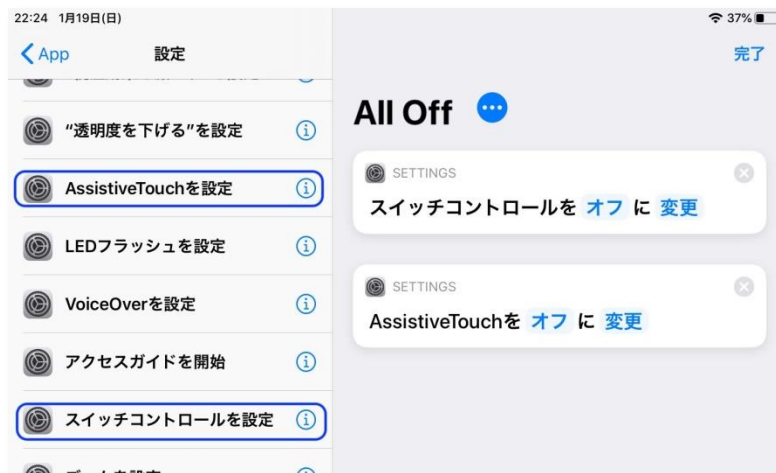 22:24 1月19日(日)
37%
App
設定
完了
"透明度を下げる"を設定
AssistiveTouchを設定
LEDフラッシュを設定
VoiceOverを設定
アクセスガイドを開始
スイッチコントロールを設定
All Off
SETTINGS
スイッチコントロールを オフ に 変更
SETTINGS
AssistiveTouchを オフ に 変更